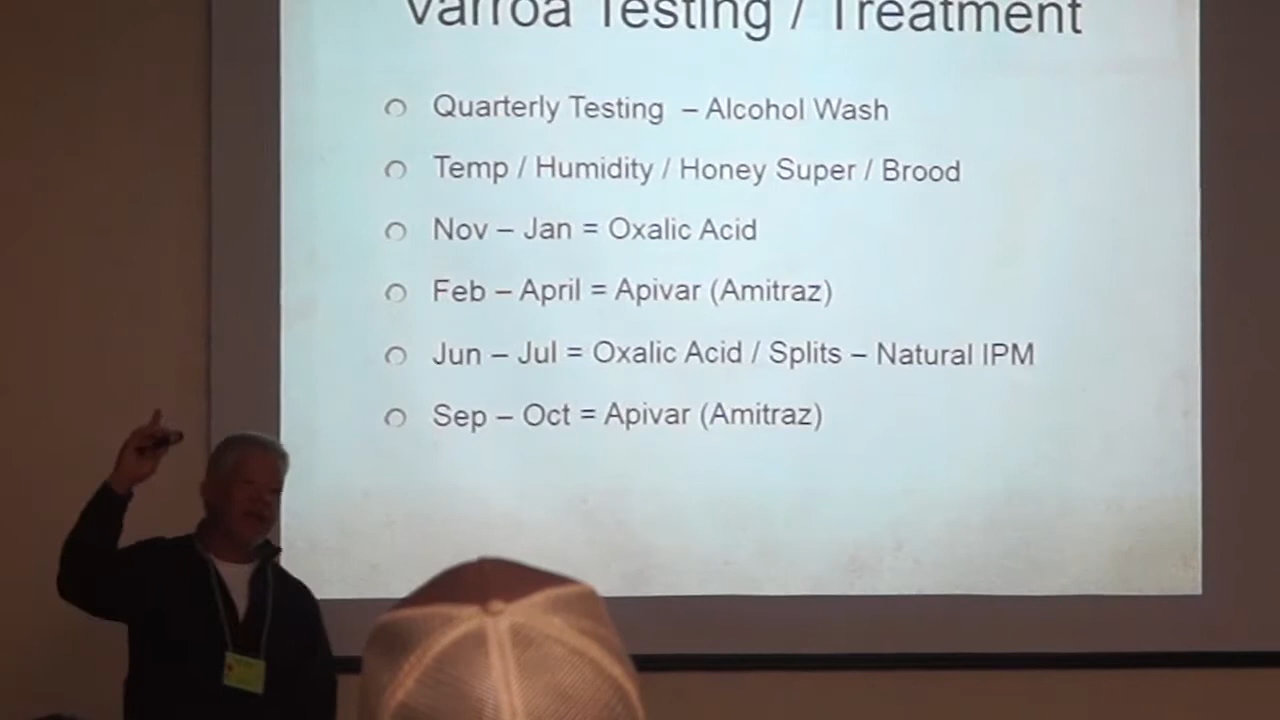 Varroa Testing / Treatment
Quarterly Testing – Alcohol Wash
Temp / Humidity / Honey Super / Brood
Nov – Jan = Oxalic Acid
Feb – April = Apivar (Amitraz)
Jun – Jul = Oxalic Acid / Splits – Natural IPM
Sep – Oct = Apivar (Amitraz)